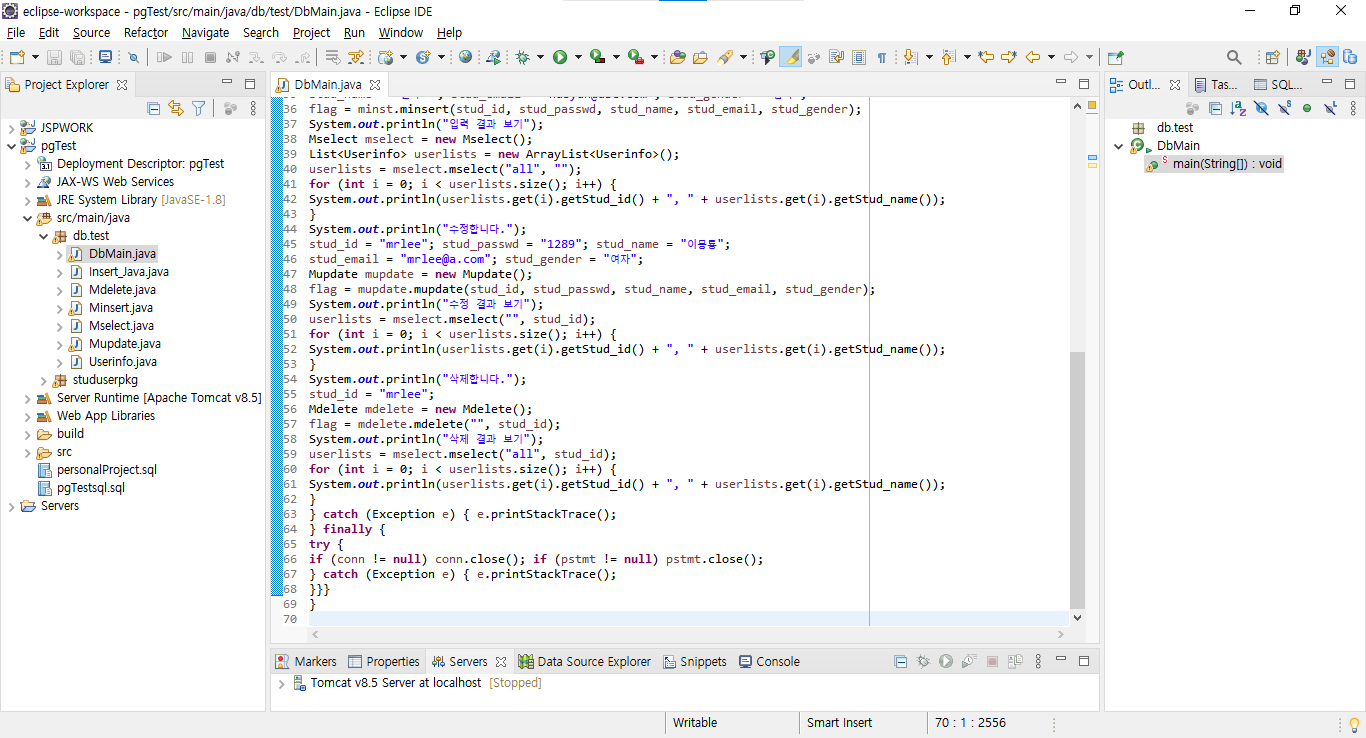 eclipse-workspace - pgTest/src/main/java/db/test/DbMain.java - Eclipse IDE
File Edit Source Refactor Navigate Search Project Run Window Help
Project Explorer
JSPWORK
pgTest
Deployment Descriptor: pgTest
JAX-WS Web Services
JRE System Library [JavaSE-1.8]
src/main/java
db.test
DbMain.java
Insert_Java.java
Mdelete.java
Minsert.java
Mselect.java
Mupdate.java
Userinfo.java
studuserpkg
Server Runtime [Apache Tomcat v8.5]
Web App Libraries
build
src
personalProject.sql
pgTestsql.sql
Servers
DbMain.java
36 flag = minst.minsert(stud_id, stud_passwd, stud_name, stud_email, stud_gender);
37 System.out.println("입력 결과 보기");
38 Mselect mselect = new Mselect();
39 List<Userinfo> userlists = new ArrayList<Userinfo>();
40 userlists = mselect.mselect("all", "");
41 for (int i = 0; i < userlists.size(); i++) {
42 System.out.println(userlists.get(i).getStud_id() + ", " + userlists.get(i).getStud_name());
43 }
44 System.out.println("수정합니다.");
45 stud_id = "mrlee"; stud_passwd = "1289"; stud_name = "이몽룡";
46 stud_email = "mrlee@a.com"; stud_gender = "여자";
47 Mupdate mupdate = new Mupdate();
48 flag = mupdate.mupdate(stud_id, stud_passwd, stud_name, stud_email, stud_gender);
49 System.out.println("수정 결과 보기");
50 userlists = mselect.mselect("", stud_id);
51 for (int i = 0; i < userlists.size(); i++) {
52 System.out.println(userlists.get(i).getStud_id() + ", " + userlists.get(i).getStud_name());
53 }
54 System.out.println("삭제합니다.");
55 stud_id = "mrlee";
56 Mdelete mdelete = new Mdelete();
57 flag = mdelete.mdelete("", stud_id);
58 System.out.println("삭제 결과 보기");
59 userlists = mselect.mselect("all", stud_id);
60 for (int i = 0; i < userlists.size(); i++) {
61 System.out.println(userlists.get(i).getStud_id() + ", " + userlists.get(i).getStud_name());
62 }
63 } catch (Exception e) { e.printStackTrace();
64 } finally {
65 try {
66 if (conn != null) conn.close(); if (pstmt != null) pstmt.close();
67 } catch (Exception e) { e.printStackTrace();
68 }}}
69 }
70
Outl... Tas... SQL...
db.test
DbMain
main(String[]) : void
Markers Properties Servers Data Source Explorer Snippets Console
Tomcat v8.5 Server at localhost [Stopped]
Writable Smart Insert 70 : 1 : 2556